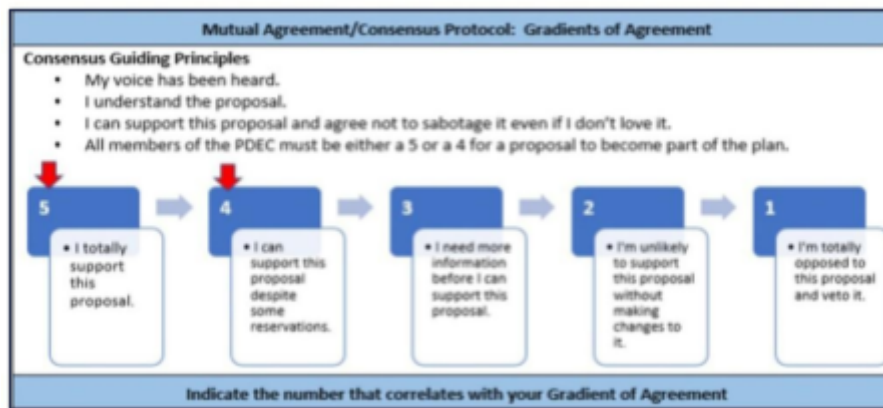 Mutual Agreement/Consensus Protocol: Gradients of Agreement
Consensus Guiding Principles
• My voice has been heard.
• I understand the proposal.
• I can support this proposal and agree not to sabotage it even if I don't love it.
• All members of the PDEC must be either a 5 or a 4 for a proposal to become part of the plan.
5
• I totally
support
this
proposal.
4
• I can
support this
proposal
despite
some
reservations.
3
• I need more
information
before I can
support this
proposal.
2
• I'm unlikely
to support
this proposal
without
making
changes to
it.
1
• I'm totally
opposed to
this proposal
and veto it.
Indicate the number that correlates with your Gradient of Agreement